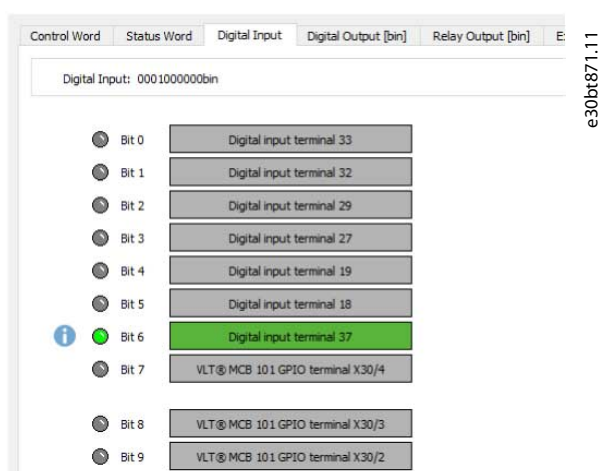 Control Word Status Word Digital Input Digital Output [bin] Relay Output [bin]
Digital Input: 0001000000bin
Bit 0 Digital input terminal 33
Bit 1 Digital input terminal 32
Bit 2 Digital input terminal 29
Bit 3 Digital input terminal 27
Bit 4 Digital input terminal 19
Bit 5 Digital input terminal 18
i Bit 6 Digital input terminal 37
Bit 7 VLT® MCB 101 GPIO terminal X30/4
Bit 8 VLT® MCB 101 GPIO terminal X30/3
Bit 9 VLT® MCB 101 GPIO terminal X30/2
e30bt871.11